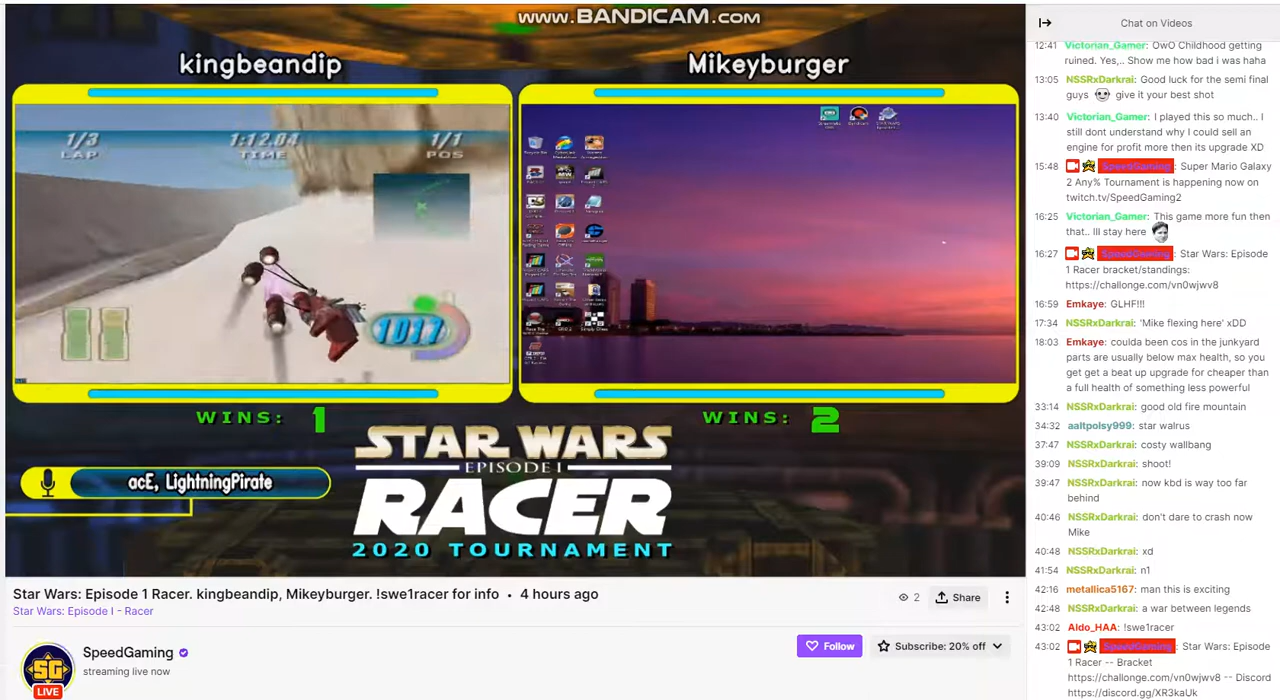 www.BANDICAM.com
kingbeandip
Mikeyburger
1/3
LAP
1:12.04
TIME
1/1
POS
1017
WINS: 1
WINS: 2
acE, LightningPirate
STAR WARS
EPISODE I
RACER
2020 TOURNAMENT
Star Wars: Episode 1 Racer. kingbeandip, Mikeyburger. !swe1racer for info • 4 hours ago
Star Wars: Episode I - Racer
2
Share
SG
LIVE
SpeedGaming
streaming live now
Follow
Subscribe: 20% off
Chat on Videos
12:41 Victorian_Gamer: OwO Childhood getting
ruined. Yes,.. Show me how bad i was haha
13:05 NSSRxDarkrai: Good luck for the semi final
guys give it your best shot
13:40 Victorian_Gamer: I played this so much.. I
still dont understand why I could sell an
engine for profit more then its upgrade XD
15:48 SpeedGaming: Super Mario Galaxy
2 Any% Tournament is happening now on
twitch.tv/SpeedGaming2
16:25 Victorian_Gamer: This game more fun then
that.. Ill stay here
16:27 SpeedGaming: Star Wars: Episode
1 Racer bracket/standings:
https://challonge.com/vn0wjwv8
16:59 Emkaye: GLHF!!!
17:34 NSSRxDarkrai: 'Mike flexing here' xDD
18:03 Emkaye: coulda been cos in the junkyard
parts are usually below max health, so you
get get a beat up upgrade for cheaper than
a full health of something less powerful
33:14 NSSRxDarkrai: good old fire mountain
34:32 aaltpolsy999: star walrus
37:47 NSSRxDarkrai: costy wallbang
39:09 NSSRxDarkrai: shoot!
39:47 NSSRxDarkrai: now kbd is way too far
behind
40:46 NSSRxDarkrai: don't dare to crash now
Mike
40:48 NSSRxDarkrai: xd
41:54 NSSRxDarkrai: n1
42:16 metallica5167: man this is exciting
42:48 NSSRxDarkrai: a war between legends
43:02 Aldo_HAA: !swe1racer
43:02 SpeedGaming: Star Wars: Episode
1 Racer -- Bracket
https://challonge.com/vn0wjwv8 -- Discord
https://discord.gg/XR3kaUk